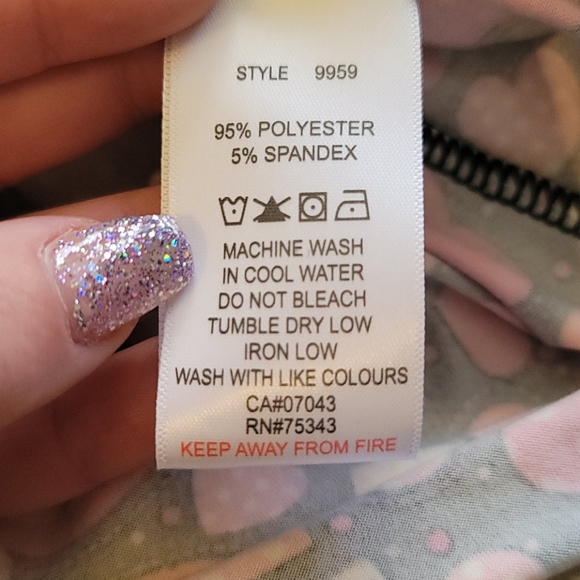 STYLE 9959
95% POLYESTER
5% SPANDEX
MACHINE WASH
IN COOL WATER
DO NOT BLEACH
TUMBLE DRY LOW
IRON LOW
WASH WITH LIKE COLOURS
CA#07043
RN#75343
KEEP AWAY FROM FIRE